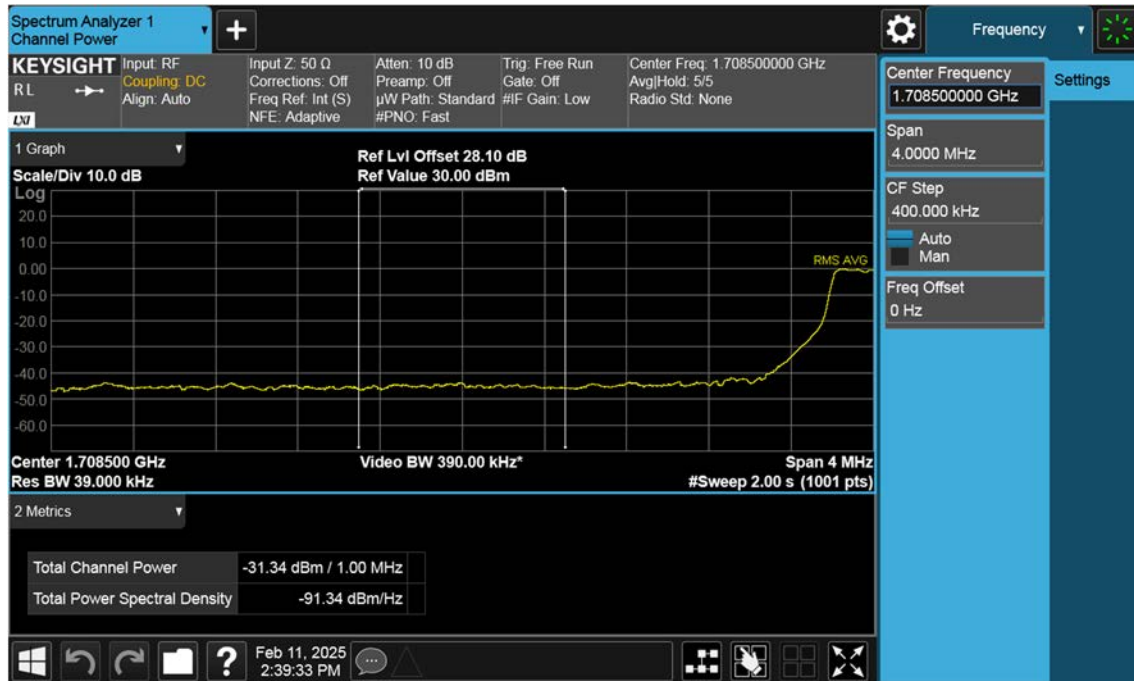 Spectrum Analyzer 1
Channel Power
Frequency
KEYSIGHT
R L
LXI
Input: RF
Coupling: DC
Align: Auto
Input Z: 50 Ω
Corrections: Off
Freq Ref: Int (S)
NFE: Adaptive
Atten: 10 dB
Preamp: Off
µW Path: Standard
#PNO: Fast
Trig: Free Run
Gate: Off
#IF Gain: Low
Center Freq: 1.708500000 GHz
Avg|Hold: 5/5
Radio Std: None
Center Frequency
1.708500000 GHz
Settings
Span
4.0000 MHz
CF Step
400.000 kHz
Auto
Man
Freq Offset
0 Hz
1 Graph
Scale/Div 10.0 dB
Ref Lvl Offset 28.10 dB
Ref Value 30.00 dBm
Log
20.0
10.0
0.00
-10.0
-20.0
-30.0
-40.0
-50.0
-60.0
RMS AVG
Center 1.708500 GHz
Res BW 39.000 kHz
Video BW 390.00 kHz*
Span 4 MHz
#Sweep 2.00 s (1001 pts)
2 Metrics
Total Channel Power -31.34 dBm / 1.00 MHz
Total Power Spectral Density -91.34 dBm/Hz
?
Feb 11, 2025
2:39:33 PM